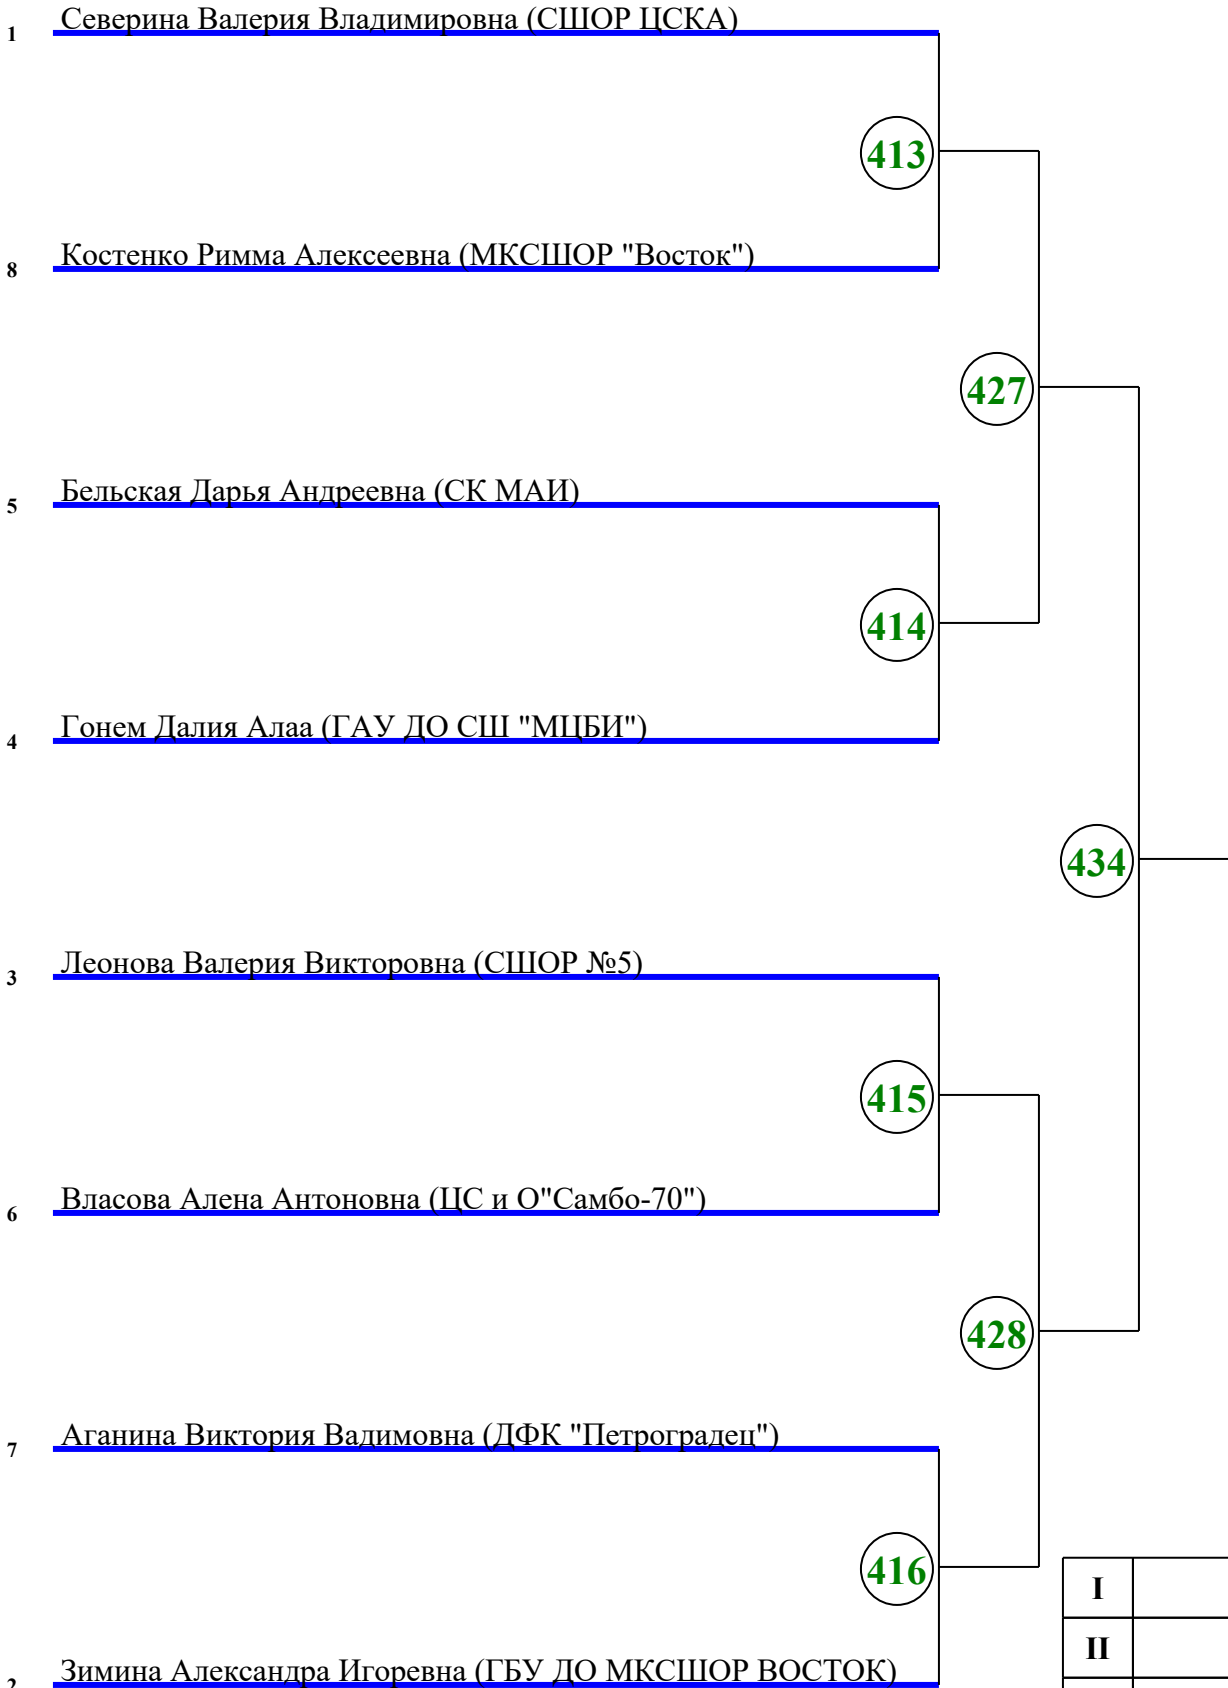 1 Северина Валерия Владимировна (СШОР ЦСКА)
413
8 Костенко Римма Алексеевна (МКСШОР "Восток")
427
5 Бельская Дарья Андреевна (СК МАИ)
414
4 Гонем Далия Алаа (ГАУ ДО СШ "МЦБИ")
434
3 Леонова Валерия Викторовна (СШОР №5)
415
6 Власова Алена Антоновна (ЦС и О"Самбо-70")
428
7 Аганина Виктория Вадимовна (ДФК "Петроградец")
416
I
II
2 Зимина Александра Игоревна (ГБУ ДО МКСШОР ВОСТОК)